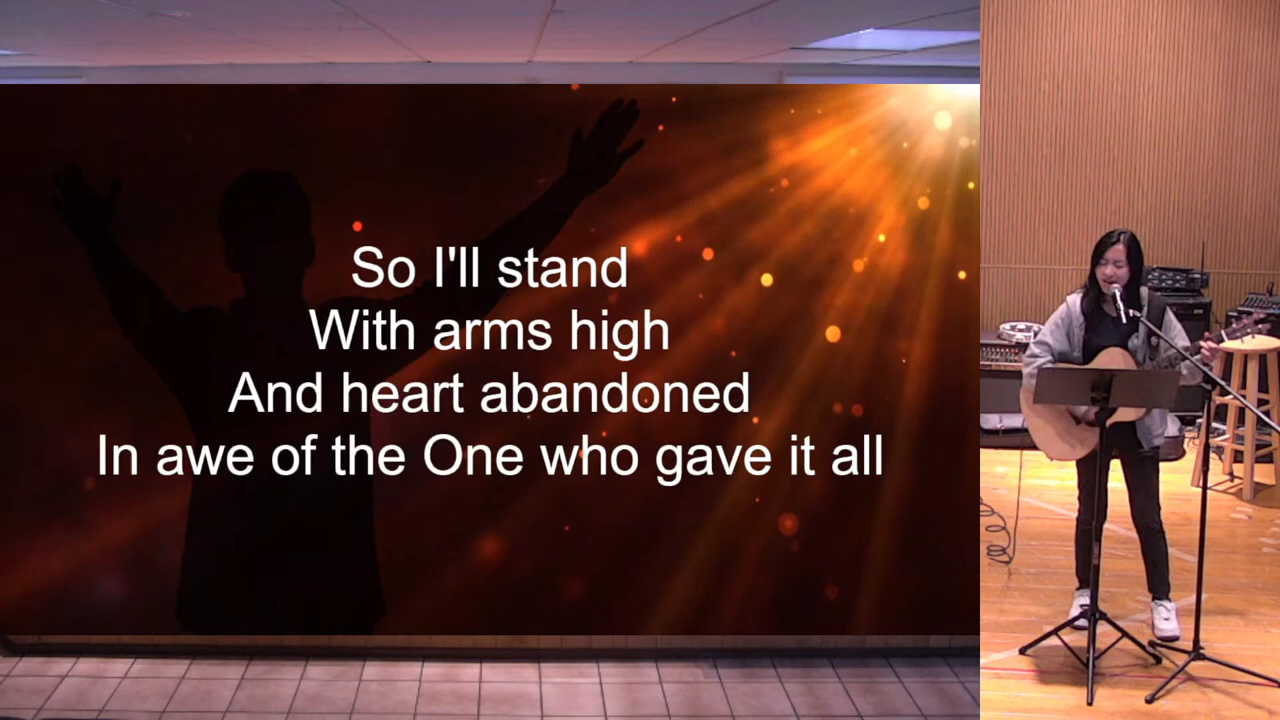 So I'll stand
With arms high
And heart abandoned
In awe of the One who gave it all